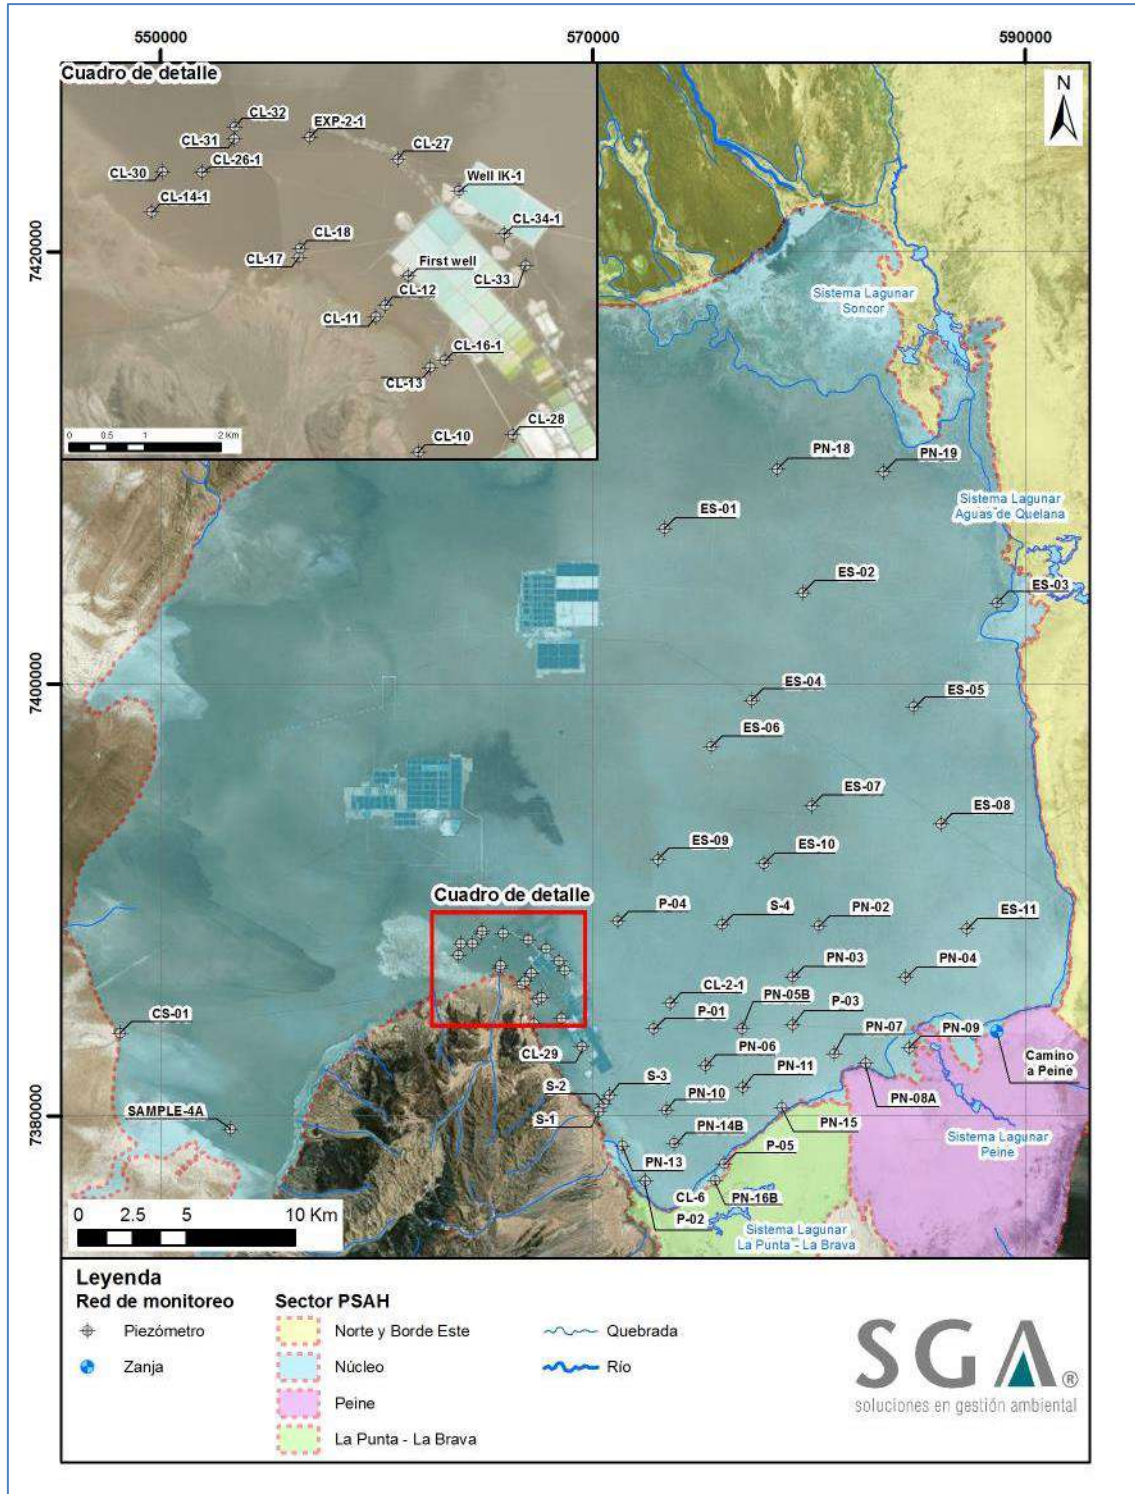 550000
570000
590000
Cuadro de detalle
N
CL-32
EXP-2-1
CL-31
CL-27
CL-30
CL-26-1
Well IK-1
CL-14-1
CL-34-1
CL-18
7420000
CL-17
First well
CL-33
CL-12
CL-11
CL-16-1
CL-13
CL-28
CL-10
0 0.5 1 2 Km
Sistema Lagunar
Soncor
PN-18
PN-19
Sistema Lagunar
Aguas de Quelana
ES-01
ES-02
ES-03
7400000
ES-04
ES-05
ES-06
ES-07
ES-08
ES-09
ES-10
Cuadro de detalle
P-04
S-4
PN-02
ES-11
PN-03
PN-04
CL-2-1
PN-05B
P-03
CS-01
P-01
PN-07
PN-09
CL-29
PN-06
Camino
a Peine
PN-11
S-2
S-3
PN-08A
SAMPLE-4A
7380000
S-1
PN-10
PN-15
PN-14B
Sistema Lagunar
Peine
PN-13
P-05
CL-6
PN-16B
P-02
Sistema Lagunar
La Punta - La Brava
0 2.5 5 10 Km
Leyenda
Red de monitoreo
Sector PSAH
Piezómetro
Norte y Borde Este
Quebrada
Zanja
Núcleo
Río
Peine
La Punta - La Brava
SGA®
soluciones en gestión ambiental